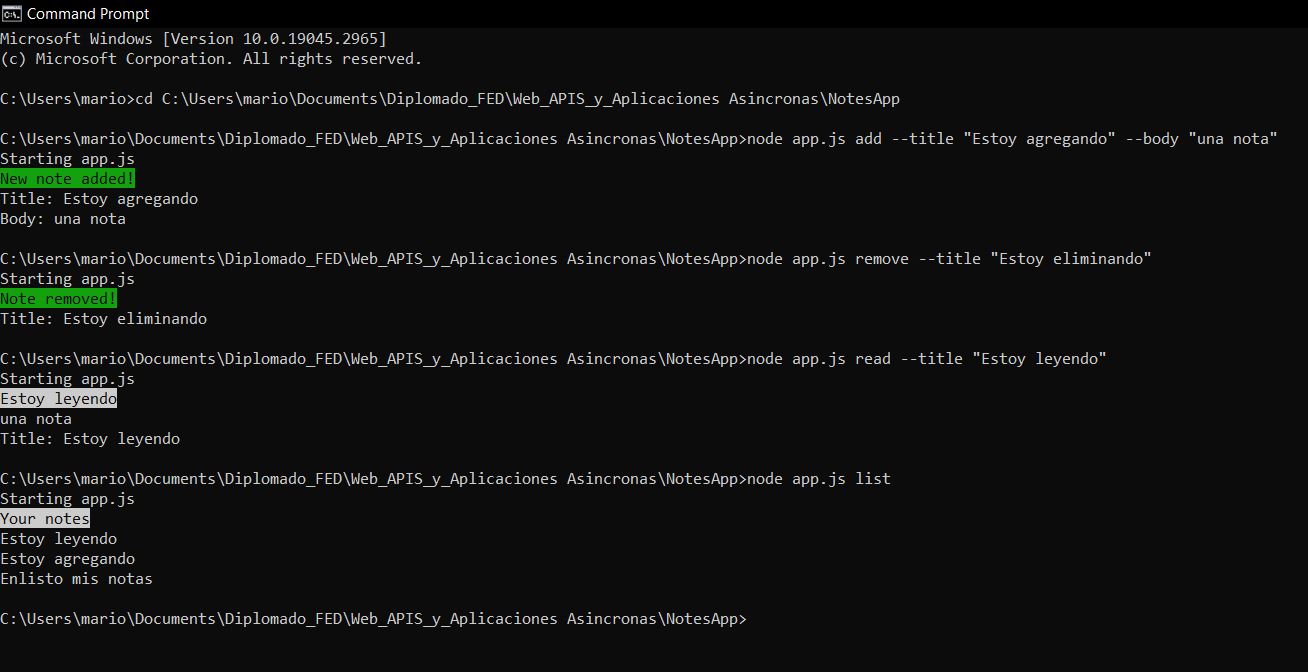 Command Prompt
Microsoft Windows [Version 10.0.19045.2965]
(c) Microsoft Corporation. All rights reserved.
C:\Users\mario>cd C:\Users\mario\Documents\Diplomado_FED\Web_APIS_y_Aplicaciones Asincronas\NotesApp
C:\Users\mario\Documents\Diplomado_FED\Web_APIS_y_Aplicaciones Asincronas\NotesApp>node app.js add --title "Estoy agregando" --body "una nota"
Starting app.js
New note added!
Title: Estoy agregando
Body: una nota
C:\Users\mario\Documents\Diplomado_FED\Web_APIS_y_Aplicaciones Asincronas\NotesApp>node app.js remove --title "Estoy eliminando"
Starting app.js
Note removed!
Title: Estoy eliminando
C:\Users\mario\Documents\Diplomado_FED\Web_APIS_y_Aplicaciones Asincronas\NotesApp>node app.js read --title "Estoy leyendo"
Starting app.js
Estoy leyendo
una nota
Title: Estoy leyendo
C:\Users\mario\Documents\Diplomado_FED\Web_APIS_y_Aplicaciones Asincronas\NotesApp>node app.js list
Starting app.js
Your notes
Estoy leyendo
Estoy agregando
Enlisto mis notas
C:\Users\mario\Documents\Diplomado_FED\Web_APIS_y_Aplicaciones Asincronas\NotesApp>